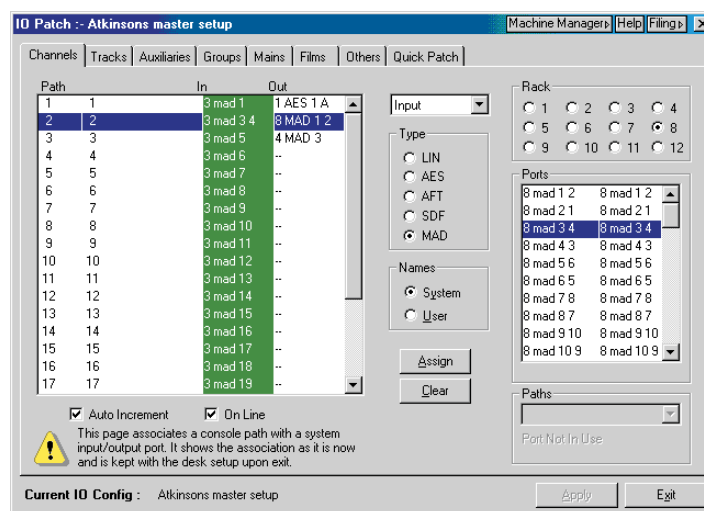 IO Patch :- Atkinsons master setup Machine Manager Help Filing
Channels Tracks Auxiliaries Groups Mains Films Others Quick Patch
Path In Out
1 1 3 mad 1 1 AES 1 A
2 2 3 mad 3 4 8 MAD 1 2
3 3 3 mad 5 4 MAD 3
4 4 3 mad 6 --
5 5 3 mad 7 --
6 6 3 mad 8 --
7 7 3 mad 9 --
8 8 3 mad 10 --
9 9 3 mad 11 --
10 10 3 mad 12 --
11 11 3 mad 13 --
12 12 3 mad 14 --
13 13 3 mad 15 --
14 14 3 mad 16 --
15 15 3 mad 17 --
16 16 3 mad 18 --
17 17 3 mad 19 --
Auto Increment On Line
This page associates a console path with a system
input/output port. It shows the association as it is now
and is kept with the desk setup upon exit.
Input
Type
LIN
AES
AFT
SDF
MAD
Names
System
User
Assign
Clear
Rack
1 2 3 4
5 6 7 8
9 10 11 12
Ports
8 mad 1 2 8 mad 1 2
8 mad 2 1 8 mad 2 1
8 mad 3 4 8 mad 3 4
8 mad 4 3 8 mad 4 3
8 mad 5 6 8 mad 5 6
8 mad 6 5 8 mad 6 5
8 mad 7 8 8 mad 7 8
8 mad 8 7 8 mad 8 7
8 mad 9 10 8 mad 9 10
8 mad 10 9 8 mad 10 9
Paths
Port Not In Use
Current IO Config : Atkinsons master setup
Apply Exit